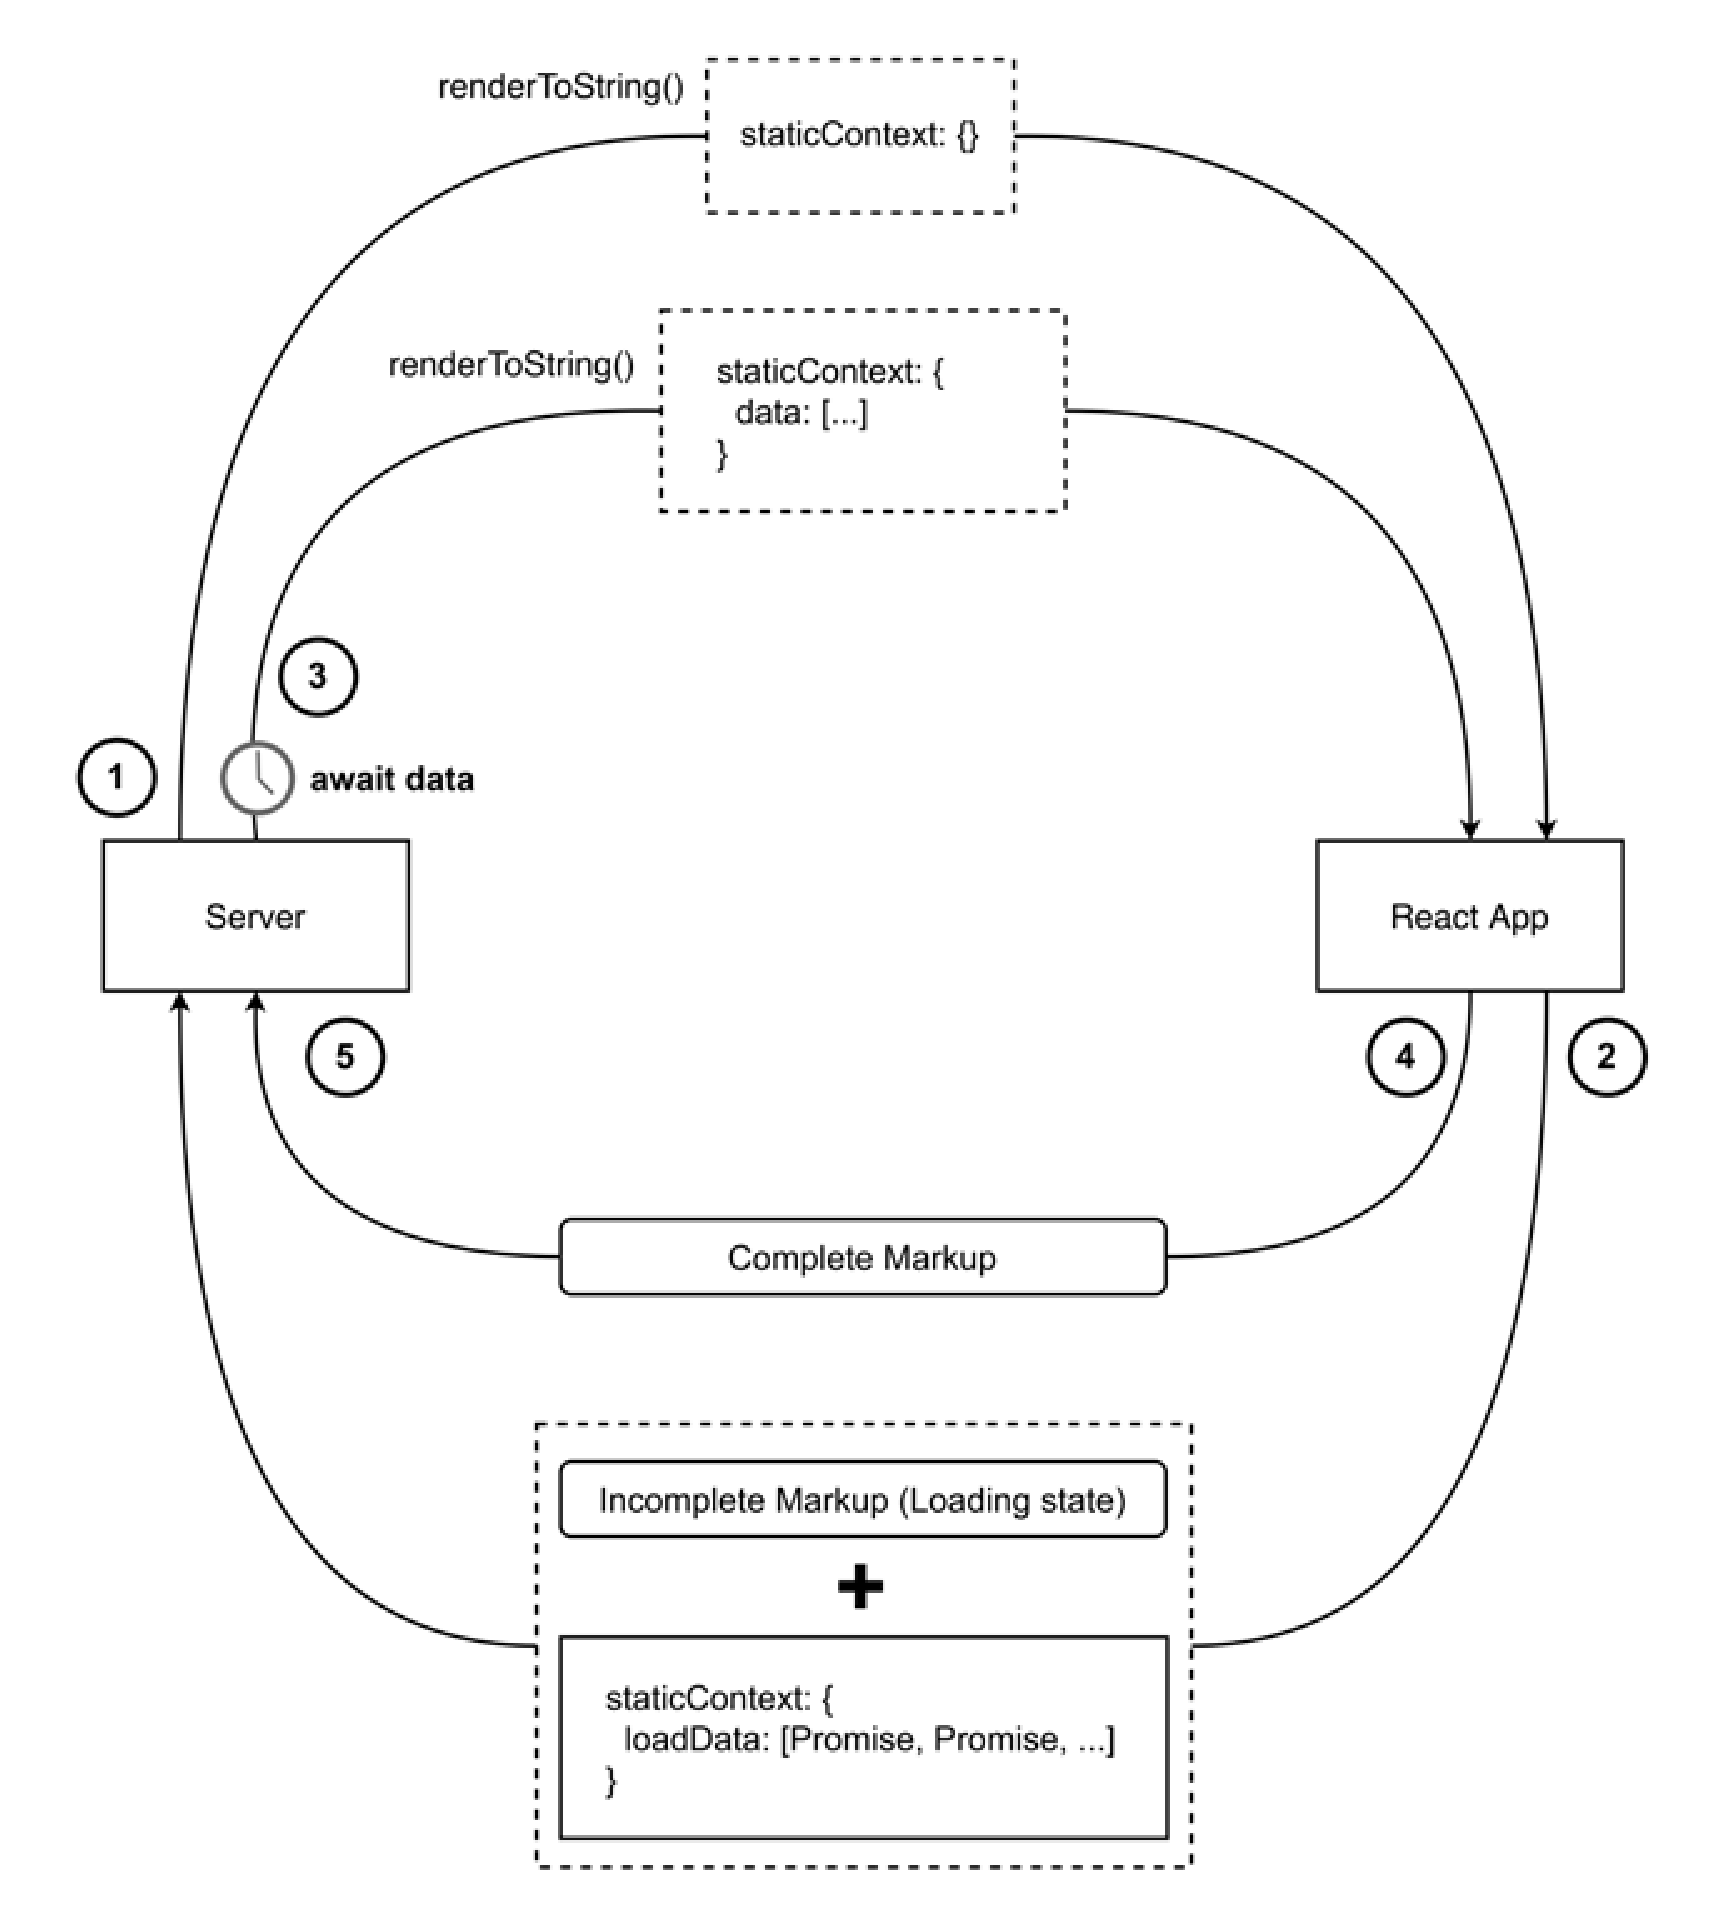 renderToString()
staticContext: {}
renderToString()
staticContext: {
data: [...]
}
3
1
await data
Server
React App
5
4
2
Complete Markup
Incomplete Markup (Loading state)
+
staticContext: {
loadData: [Promise, Promise, ...]
}